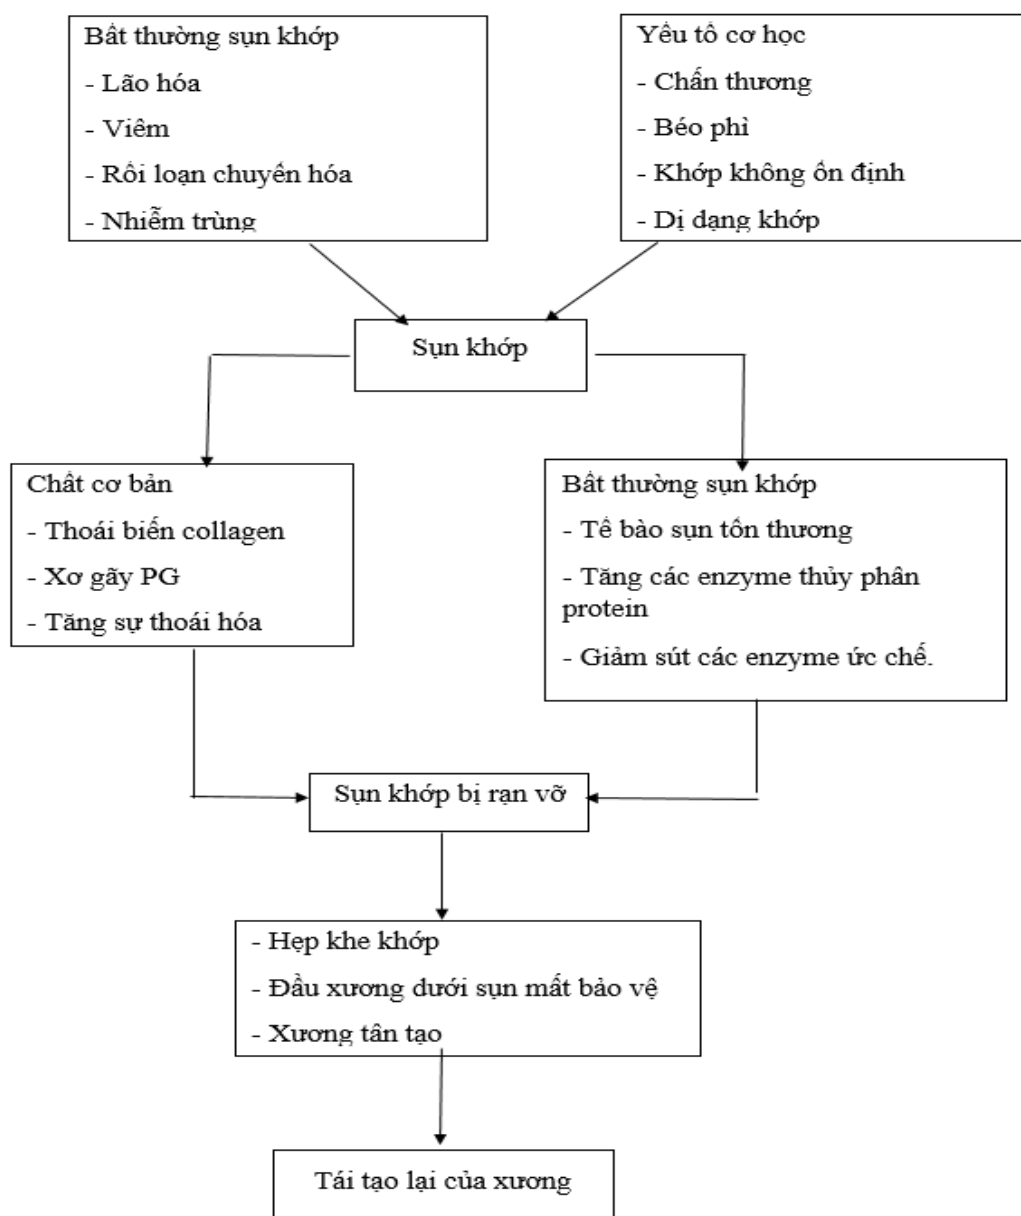 Bất thường sụn khớp
- Lão hóa
- Viêm
- Rối loạn chuyển hóa
- Nhiễm trùng
Yếu tố cơ học
- Chấn thương
- Béo phì
- Khớp không ổn định
- Dị dạng khớp
Sụn khớp
Chất cơ bản
- Thoái biến collagen
- Xơ gãy PG
- Tăng sự thoái hóa
Bất thường sụn khớp
- Tế bào sụn tổn thương
- Tăng các enzyme thủy phân
protein
- Giảm sút các enzyme ức chế.
Sụn khớp bị rạn vỡ
- Hẹp khe khớp
- Đầu xương dưới sụn mất bảo vệ
- Xương tân tạo
Tái tạo lại của xương